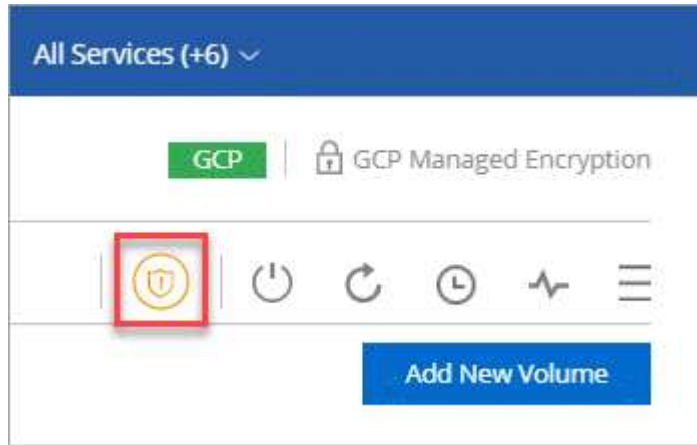 All Services (+6)
GCP
GCP Managed Encryption
Add New Volume